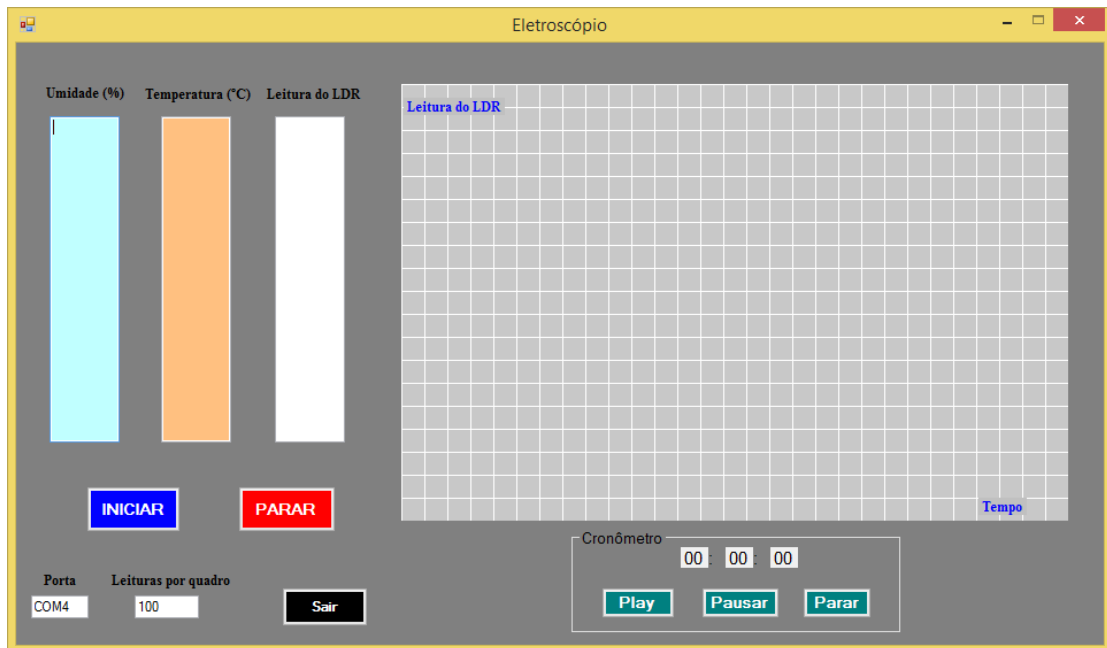 Eletroscópio
Umidade (%) Temperatura (°C) Leitura do LDR
Leitura do LDR
INICIAR PARAR
Tempo
Cronômetro
00 : 00 : 00
Porta Leituras por quadro
COM4 100 Sair
Play Pausar Parar